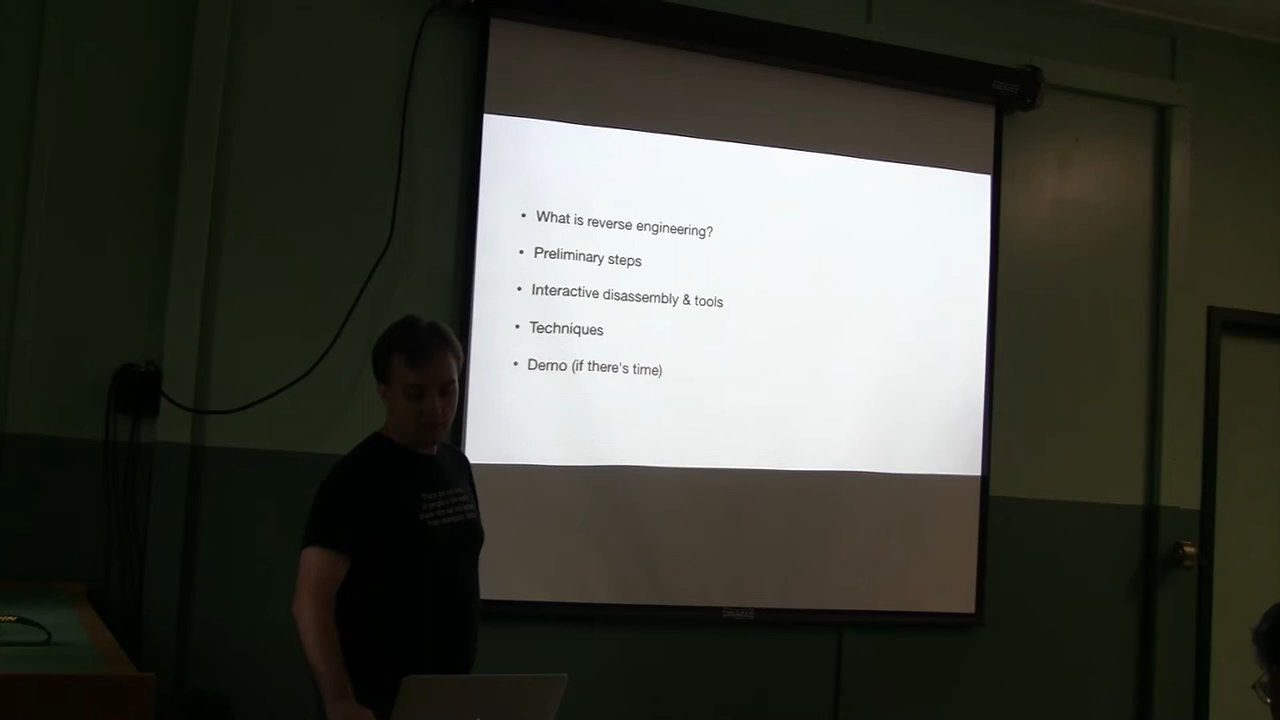 • What is reverse engineering?
• Preliminary steps
• Interactive disassembly & tools
• Techniques
• Demo (if there's time)